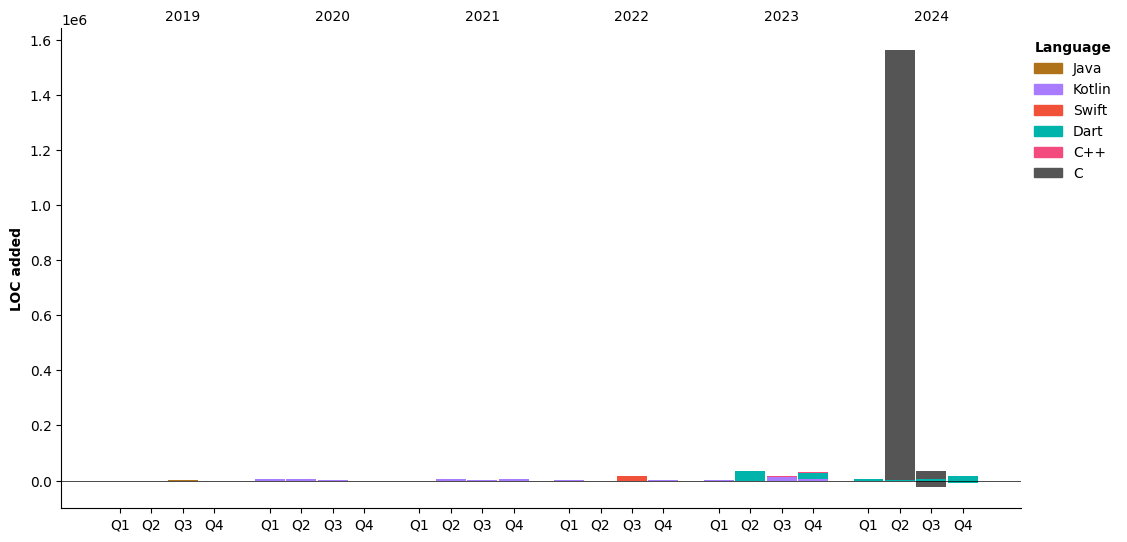 1e6
2019 2020 2021 2022 2023 2024
1.6
1.4
1.2
1.0
0.8
0.6
0.4
0.2
0.0
LOC added
Q1 Q2 Q3 Q4 Q1 Q2 Q3 Q4 Q1 Q2 Q3 Q4 Q1 Q2 Q3 Q4 Q1 Q2 Q3 Q4 Q1 Q2 Q3 Q4
Language
Java
Kotlin
Swift
Dart
C++
C